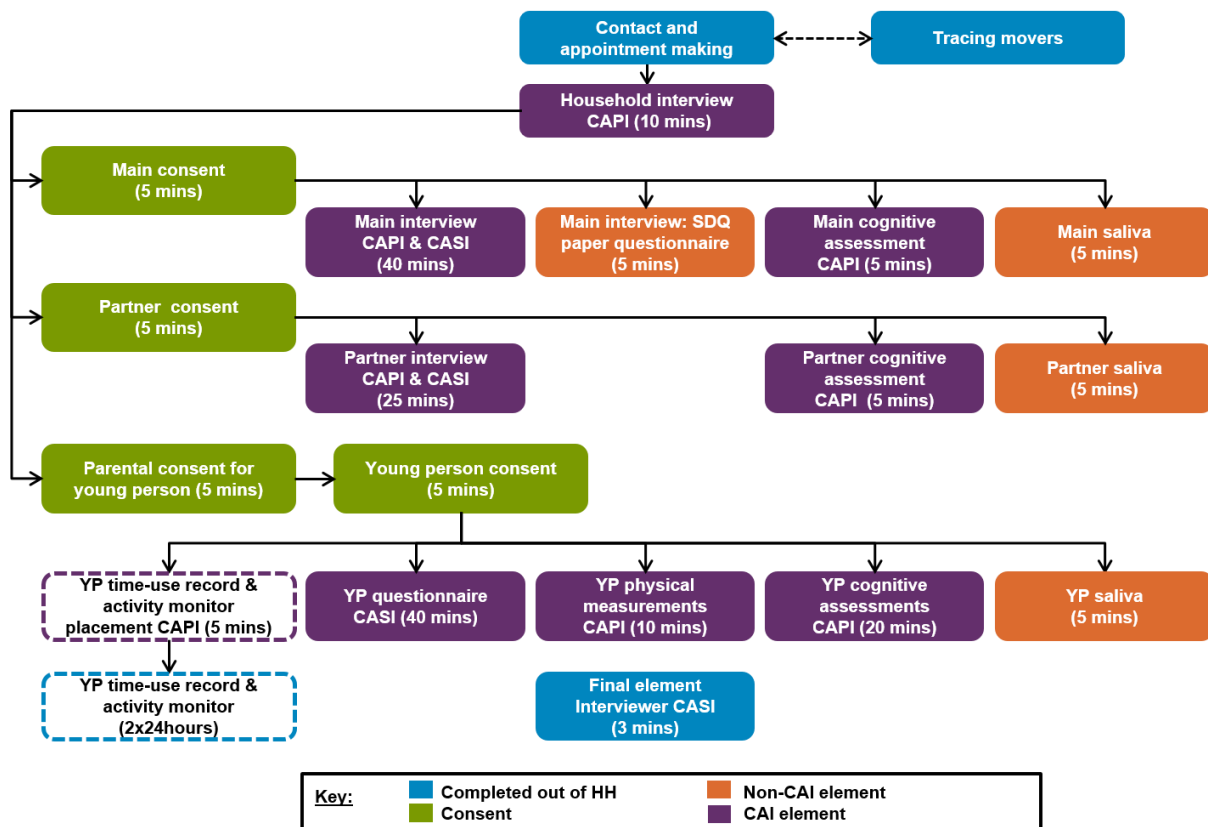 Contact and
appointment making
Tracing movers
Household interview
CAPI (10 mins)
Main consent
(5 mins)
Main interview
CAPI & CASI
(40 mins)
Main interview: SDQ
paper questionnaire
(5 mins)
Main cognitive
assessment
CAPI (5 mins)
Main saliva
(5 mins)
Partner consent
(5 mins)
Partner interview
CAPI & CASI
(25 mins)
Partner cognitive
assessment
CAPI (5 mins)
Partner saliva
(5 mins)
Parental consent for
young person (5 mins)
Young person consent
(5 mins)
YP time-use record &
activity monitor
placement CAPI (5 mins)
YP questionnaire
CASI (40 mins)
YP physical
measurements
CAPI (10 mins)
YP cognitive
assessments
CAPI (20 mins)
YP saliva
(5 mins)
YP time-use record &
activity monitor
(2x24hours)
Final element
Interviewer CASI
(3 mins)
Key:
Completed out of HH
Non-CAI element
Consent
CAI element